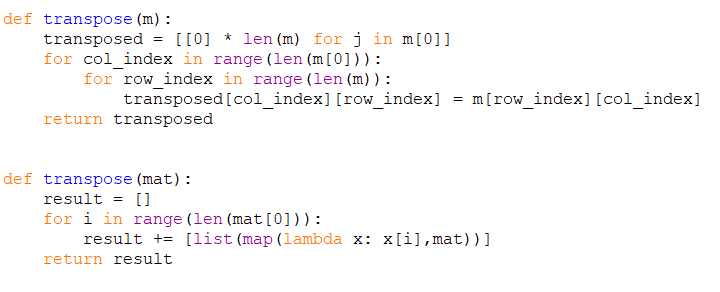 def transpose(m):
    transposed = [[0] * len(m) for j in m[0]]
    for col_index in range(len(m[0])):
        for row_index in range(len(m)):
            transposed[col_index][row_index] = m[row_index][col_index]
    return transposed

def transpose(mat):
    result = []
    for i in range(len(mat[0])):
        result += [list(map(lambda x: x[i],mat))]
    return result